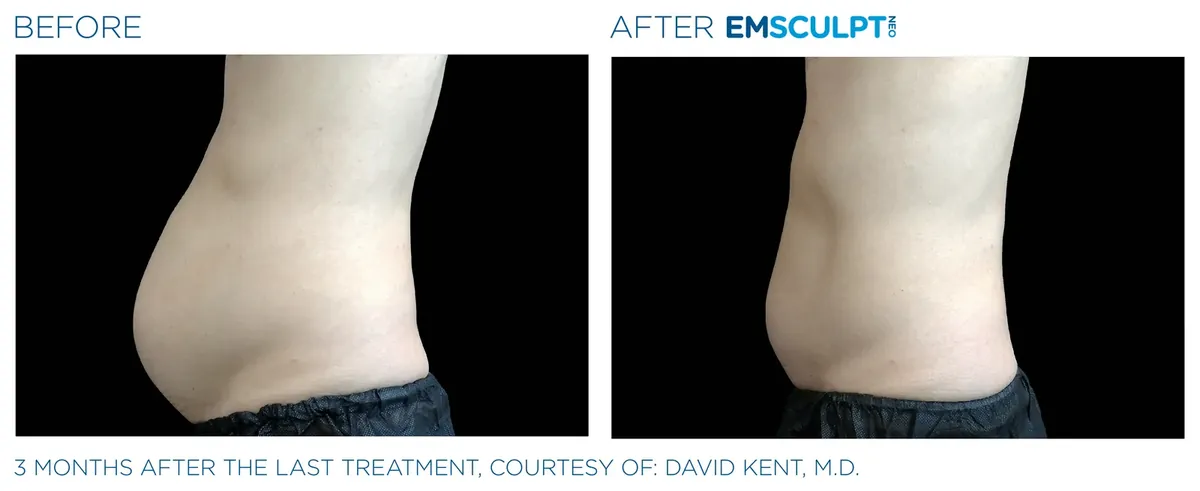 BEFORE
AFTER EMSCULPT NEO
3 MONTHS AFTER THE LAST TREATMENT, COURTESY OF: DAVID KENT, M.D.